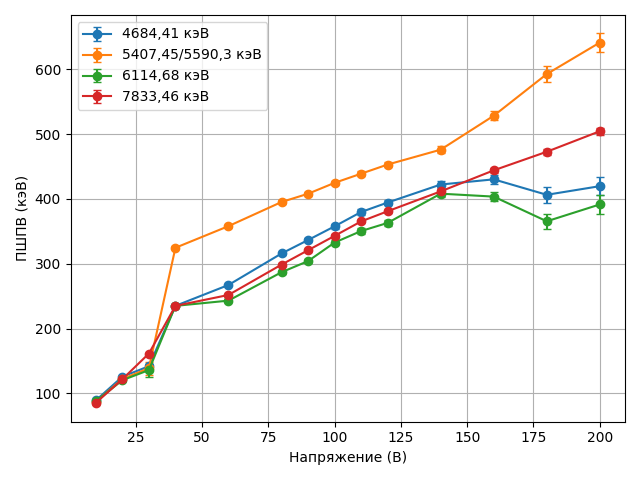 4684,41 кэВ
5407,45/5590,3 кэВ
6114,68 кэВ
7833,46 кэВ
ПШПВ (кэВ)
600
500
400
300
200
100
25 50 75 100 125 150 175 200
Напряжение (В)